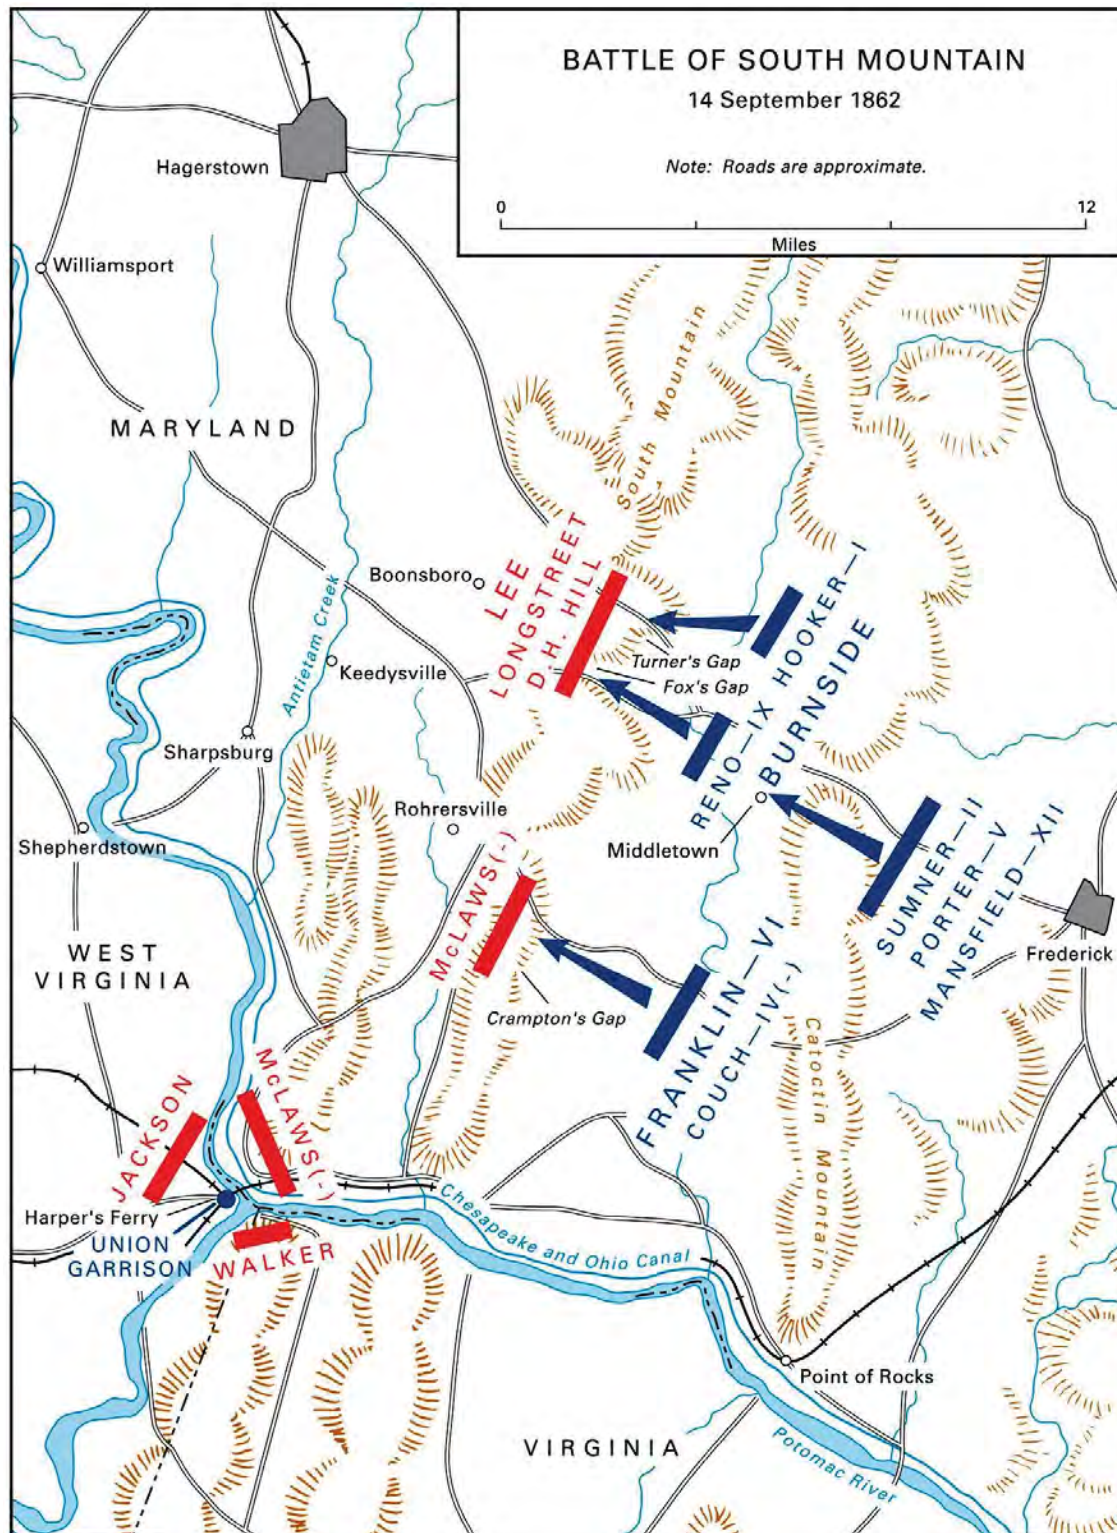 BATTLE OF SOUTH MOUNTAIN
14 September 1862
Note: Roads are approximate.
0
12
Miles
Hagerstown
Williamsport
MARYLAND
South Mountain
Boonsboro
LEE
LONGSTREET
D.H. HILL
HOOKER—I
RENO—IX
BURNSIDE
Turner's Gap
Fox's Gap
Antietam Creek
Keedysville
Sharpsburg
Rohrersville
Middletown
Shepherdstown
McLAWS(-)
SUMNER—II
PORTER—V
MANSFIELD—XII
Frederick
WEST
VIRGINIA
Crampton's Gap
FRANKLIN—VI
COUCH—IV(-)
Catoctin Mountain
JACKSON
McLAWS(-)
Harper's Ferry
UNION
GARRISON
WALKER
Chesapeake and Ohio Canal
Point of Rocks
VIRGINIA
Potomac River